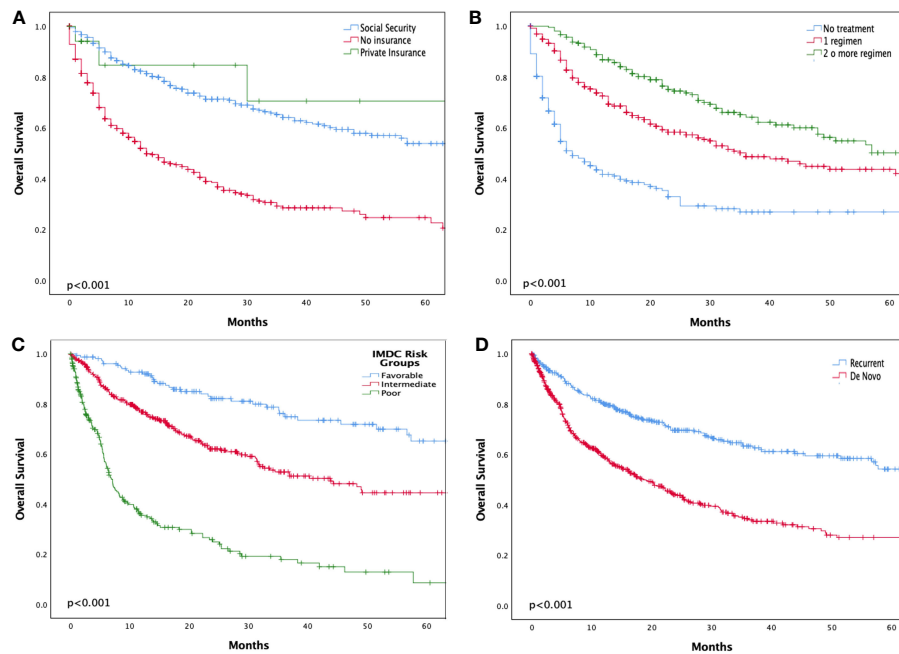 A
Social Security
No insurance
Private Insurance
1.0
0.8
0.6
0.4
0.2
0.0
Overall Survival
p<0.001
0 10 20 30 40 50 60
Months
B
No treatment
1 regimen
2 o more regimen
1.0
0.8
0.6
0.4
0.2
0.0
Overall Survival
p<0.001
0 10 20 30 40 50 60
Months
C
IMDC Risk
Groups
Favorable
Intermediate
Poor
1.0
0.8
0.6
0.4
0.2
0.0
Overall Survival
p<0.001
0 10 20 30 40 50 60
Months
D
Recurrent
De Novo
1.0
0.8
0.6
0.4
0.2
0.0
Overall Survival
p<0.001
0 10 20 30 40 50 60
Months